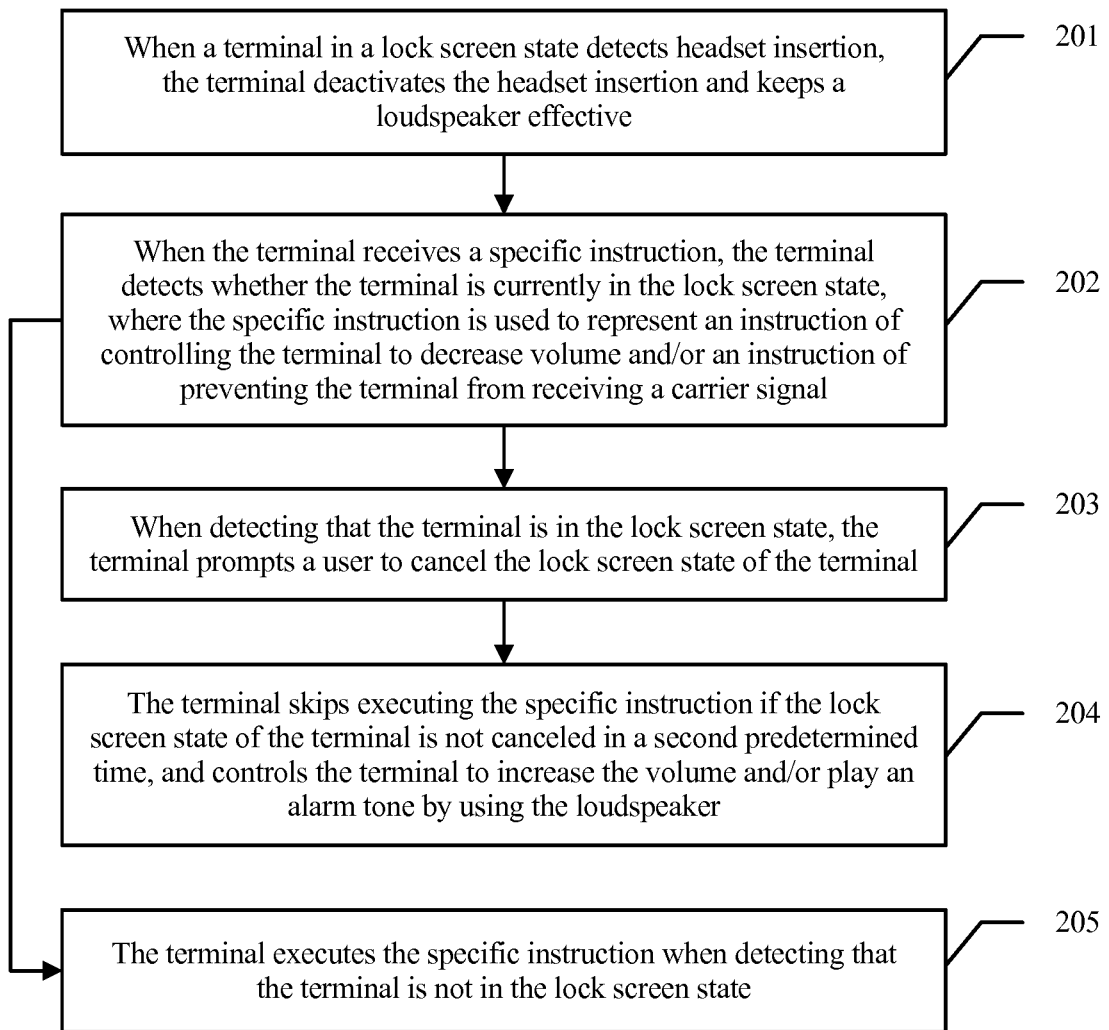 When a terminal in a lock screen state detects headset insertion,
the terminal deactivates the headset insertion and keeps a
loudspeaker effective
201
When the terminal receives a specific instruction, the terminal
detects whether the terminal is currently in the lock screen state,
where the specific instruction is used to represent an instruction of
controlling the terminal to decrease volume and/or an instruction of
preventing the terminal from receiving a carrier signal
202
When detecting that the terminal is in the lock screen state, the
terminal prompts a user to cancel the lock screen state of the terminal
203
The terminal skips executing the specific instruction if the lock
screen state of the terminal is not canceled in a second predetermined
time, and controls the terminal to increase the volume and/or play an
alarm tone by using the loudspeaker
204
The terminal executes the specific instruction when detecting that
the terminal is not in the lock screen state
205